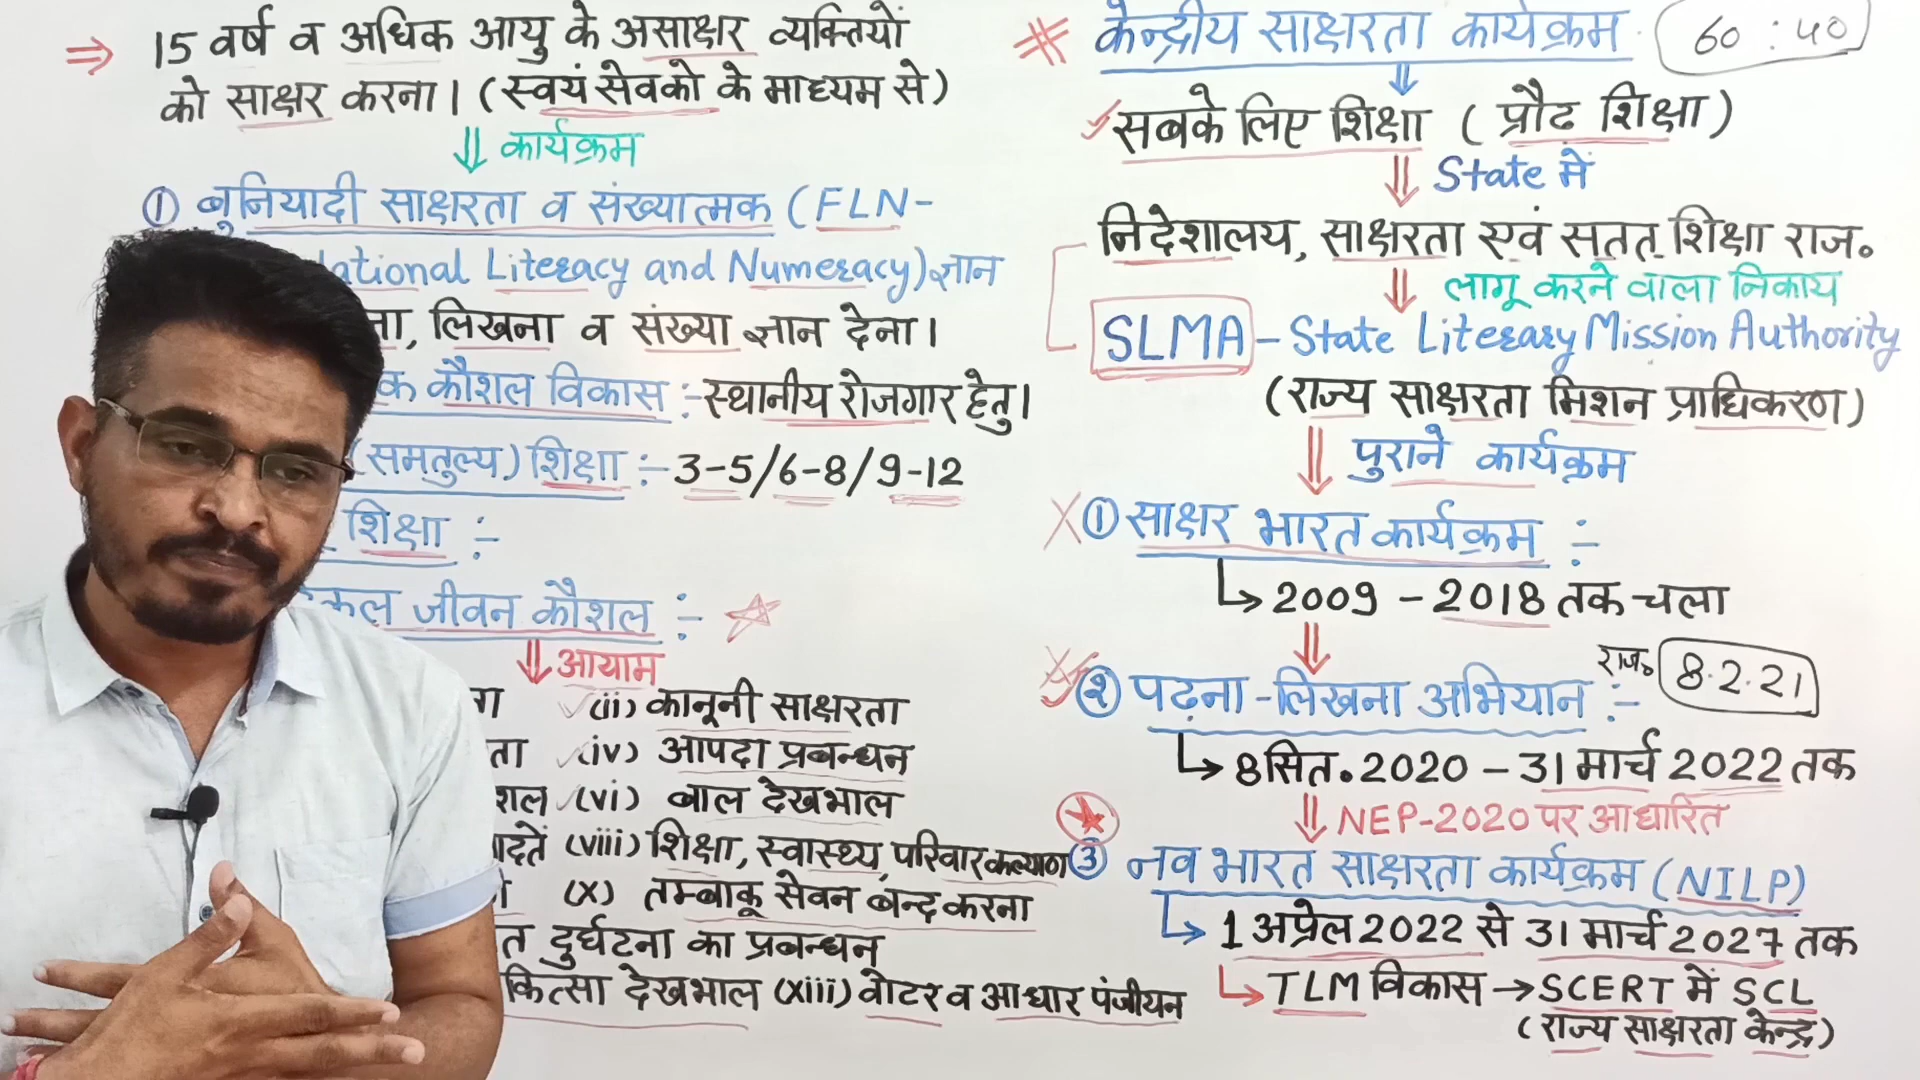 ⇒ 15 वर्ष व अधिक आयु के असाक्षर व्यक्तियों
को साक्षर करना। (स्वयं सेवको के माध्यम से)
⇓ कार्यक्रम
① बुनियादी साक्षरता व संख्यात्मक (FLN-
Literacy and Numeracy) ज्ञान
लिखना व संख्या ज्ञान देना।
कौशल विकास :- स्थानीय रोजगार हेतु।
(समतुल्य) शिक्षा :- 3-5/6-8/9-12
शिक्षा :-
जीवन कौशल :-
⇓ आयाम
(ii) कानूनी साक्षरता
(iv) आपदा प्रबन्धन
(vi) बाल देखभाल
(viii) शिक्षा, स्वास्थ्य, परिवार कल्याण
(x) तम्बाकू सेवन बन्द करना
दुर्घटना का प्रबन्धन
देखभाल (xiii) वोटर व आधार पंजीयन
केन्द्रीय साक्षरता कार्यक्रम 60:40
सबके लिए शिक्षा (प्रौढ शिक्षा)
⇓ State में
निदेशालय, साक्षरता एवं सतत् शिक्षा राज॰
⇓ लागू करने वाला निकाय
SLMA - State Literary Mission Authority
(राज्य साक्षरता मिशन प्राधिकरण)
⇓ पुराने कार्यक्रम
① साक्षर भारत कार्यक्रम :-
↳ 2009 - 2018 तक चला
② पढ़ना-लिखना अभियान :- राज॰ 8.2.21
↳ 8 सित. 2020 - 31 मार्च 2022 तक
⇓ NEP-2020 पर आधारित
③ नव भारत साक्षरता कार्यक्रम (NILP)
↳ 1 अप्रेल 2022 से 31 मार्च 2027 तक
↳ TLM विकास → SCERT में SCL
(राज्य साक्षरता केन्द्र)